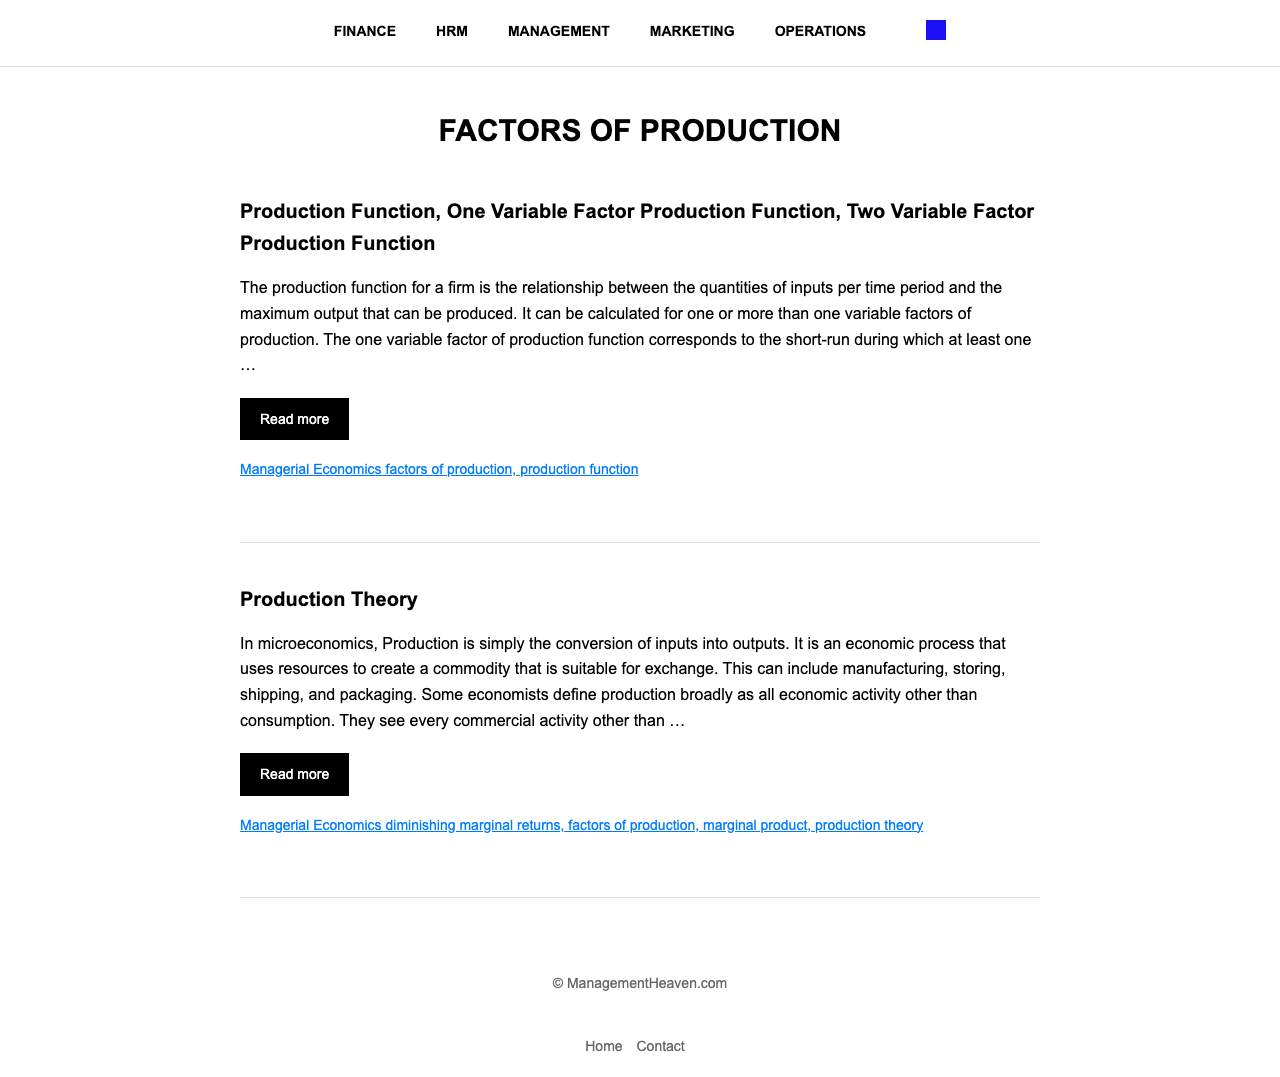 FINANCE HRM MANAGEMENT MARKETING OPERATIONS
FACTORS OF PRODUCTION
Production Function, One Variable Factor Production Function, Two Variable Factor
Production Function
The production function for a firm is the relationship between the quantities of inputs per time period and the
maximum output that can be produced. It can be calculated for one or more than one variable factors of
production. The one variable factor of production function corresponds to the short-run during which at least one
…
Read more
Managerial Economics factors of production, production function
Production Theory
In microeconomics, Production is simply the conversion of inputs into outputs. It is an economic process that
uses resources to create a commodity that is suitable for exchange. This can include manufacturing, storing,
shipping, and packaging. Some economists define production broadly as all economic activity other than
consumption. They see every commercial activity other than …
Read more
Managerial Economics diminishing marginal returns, factors of production, marginal product, production theory
© ManagementHeaven.com
Home Contact